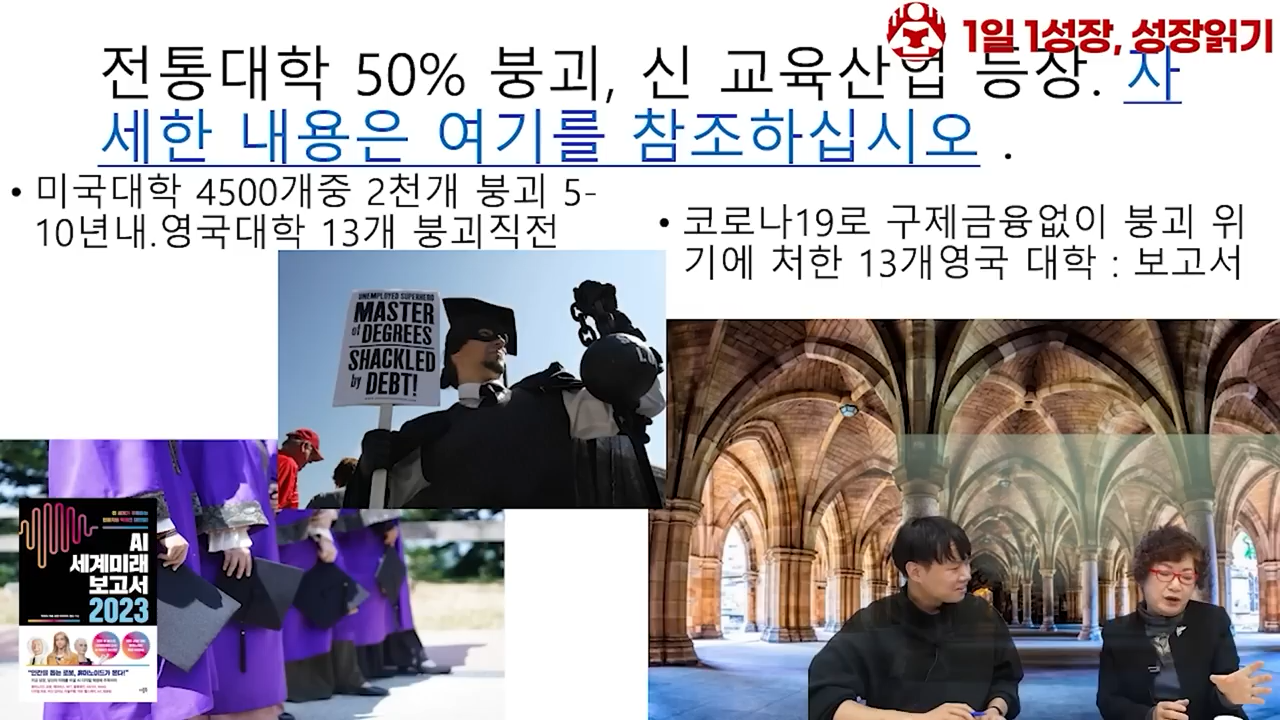 1일 1성장, 성장읽기
전통대학 50% 붕괴, 신 교육산업 등장. 자
세한 내용은 여기를 참조하십시오 .
• 미국대학 4500개중 2천개 붕괴 5-
10년내.영국대학 13개 붕괴직전
• 코로나19로 구제금융없이 붕괴 위
기에 처한 13개영국 대학 : 보고서
UNEMPLOYED SUPERHERO
MASTER
of DEGREES
SHACKLED
by DEBT!
AI
세계미래
보고서
2023